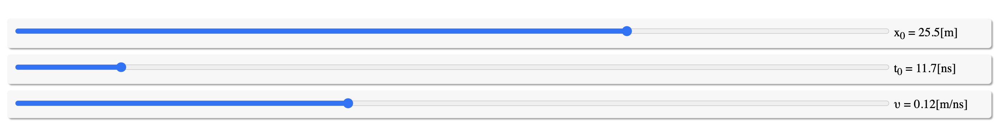 x₀ = 25.5[m]
t₀ = 11.7[ns]
υ = 0.12[m/ns]